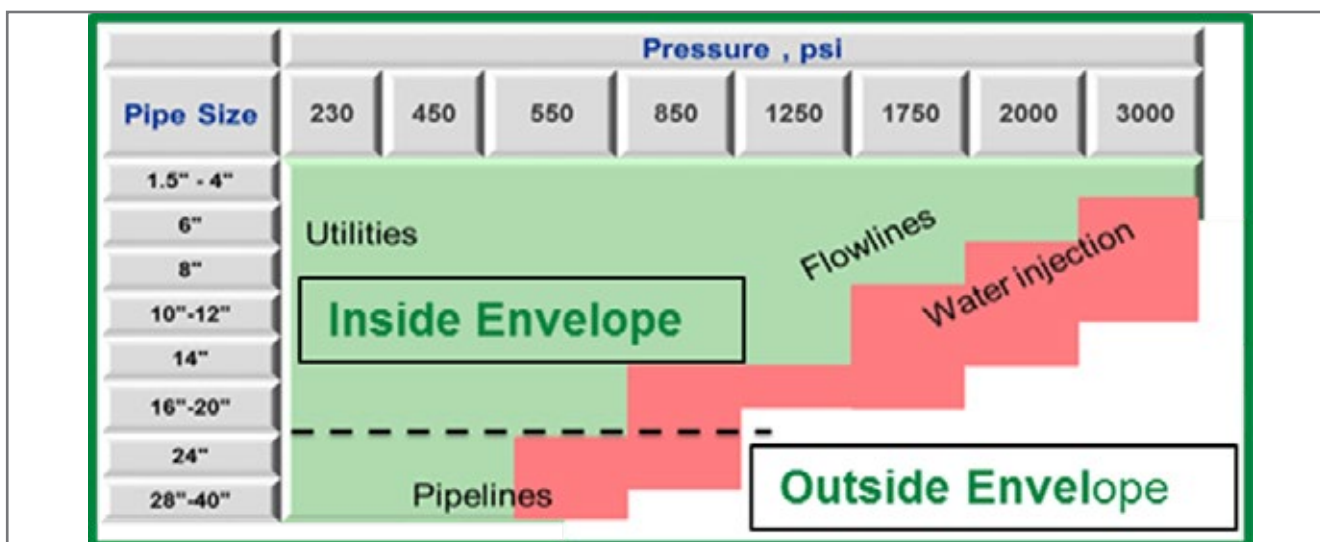 Pressure , psi
Pipe Size 230 450 550 850 1250 1750 2000 3000
1.5" - 4"
6"
Utilities
Flowlines
8"
Water injection
10"-12"
Inside Envelope
14"
16"-20"
24"
Outside Envelope
28"-40"
Pipelines